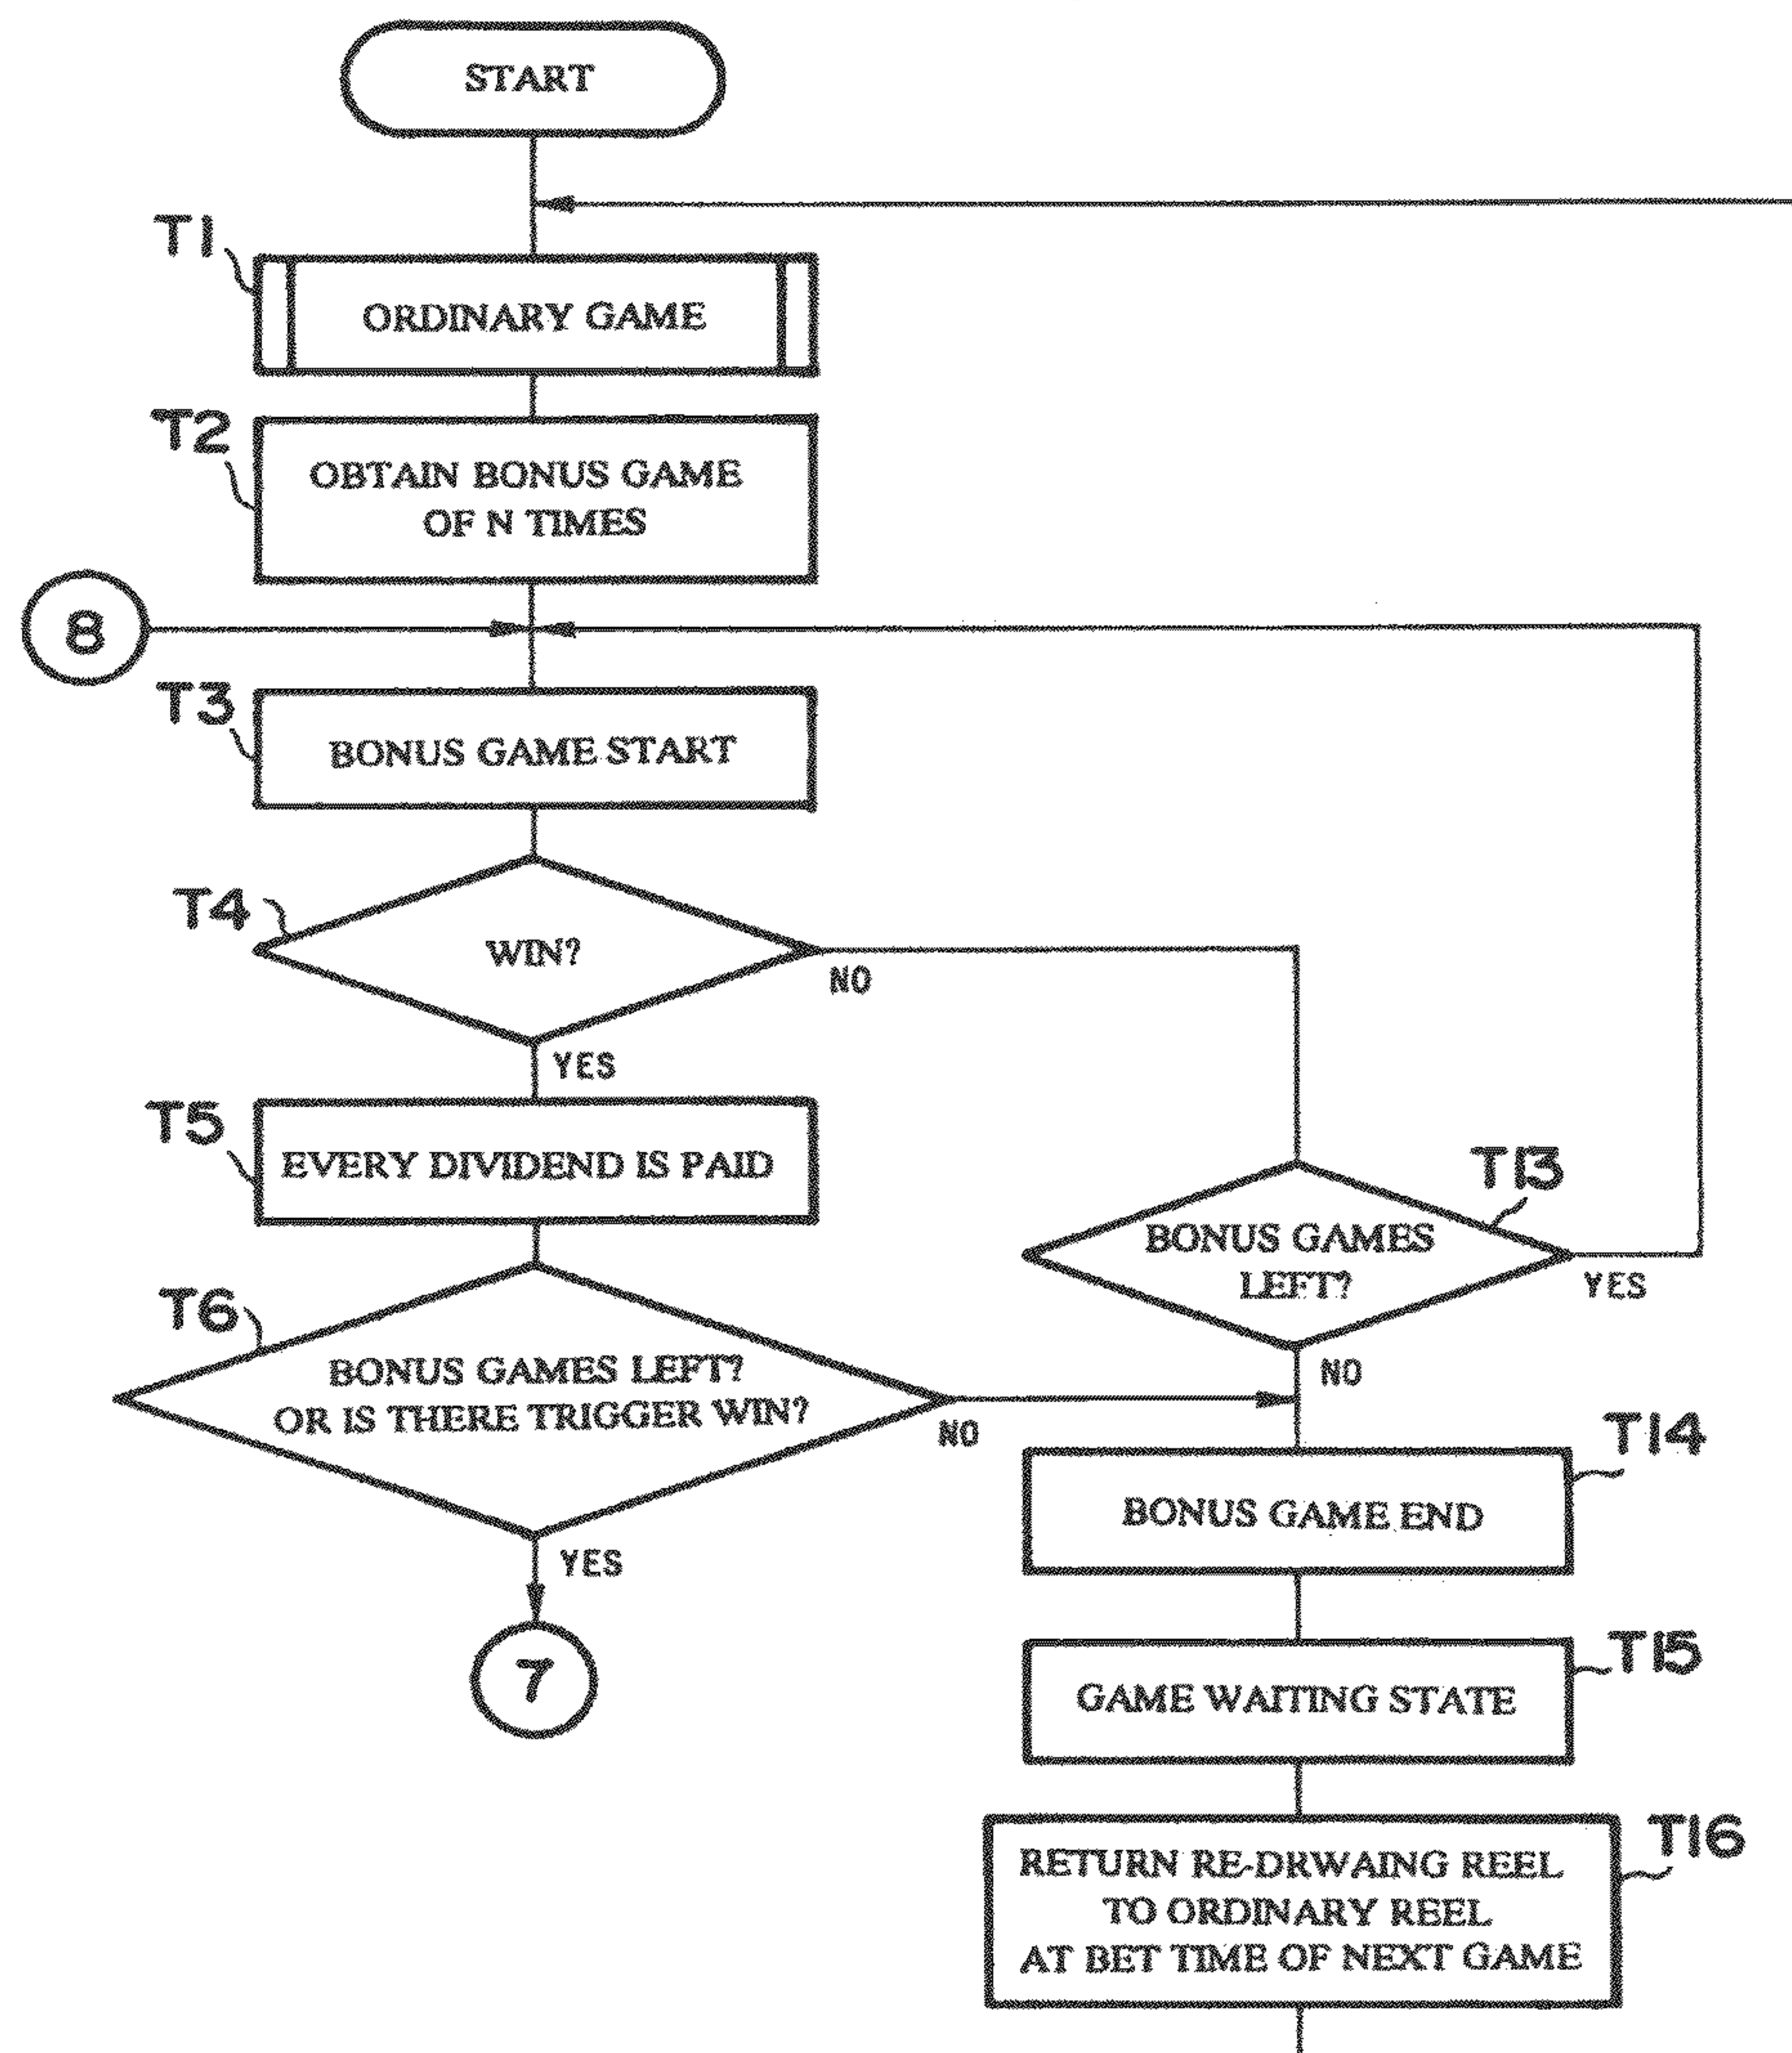 START
T1
ORDINARY GAME
T2
OBTAIN BONUS GAME
OF N TIMES
8
T3
BONUS GAME START
T4
WIN?
NO
YES
T5
EVERY DIVIDEND IS PAID
T13
BONUS GAMES
LEFT?
YES
NO
T6
BONUS GAMES LEFT?
OR IS THERE TRIGGER WIN?
NO
YES
7
T14
BONUS GAME END
T15
GAME WAITING STATE
T16
RETURN RE-DRWAING REEL
TO ORDINARY REEL
AT BET TIME OF NEXT GAME